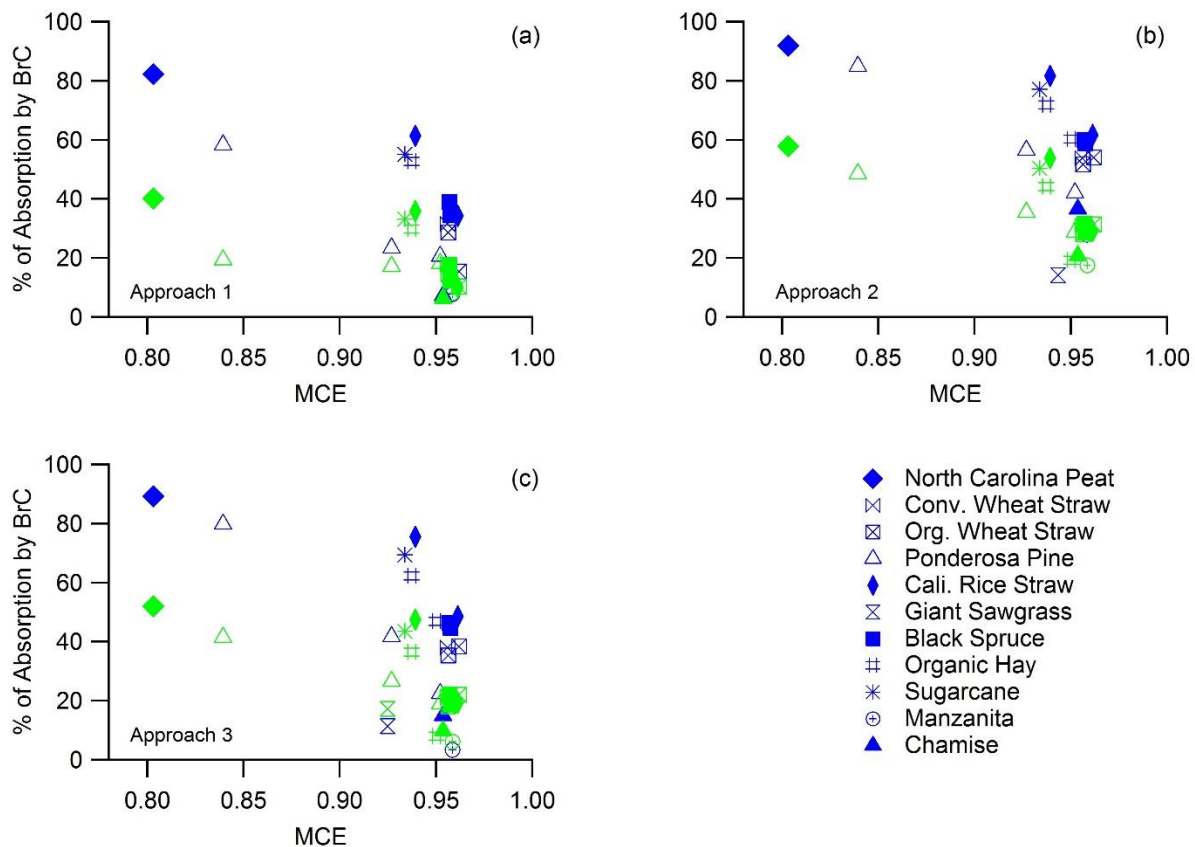 (a)
% of Absorption by BrC
100
80
60
40
20
0
Approach 1
0.80 0.85 0.90 0.95 1.00
MCE
(b)
% of Absorption by BrC
100
80
60
40
20
0
Approach 2
0.80 0.85 0.90 0.95 1.00
MCE
(c)
% of Absorption by BrC
100
80
60
40
20
0
Approach 3
0.80 0.85 0.90 0.95 1.00
MCE
North Carolina Peat
Conv. Wheat Straw
Org. Wheat Straw
Ponderosa Pine
Cali. Rice Straw
Giant Sawgrass
Black Spruce
Organic Hay
Sugarcane
Manzanita
Chamise